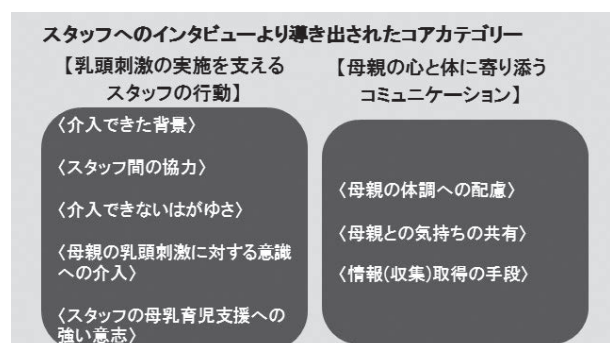 スタッフへのインタビューより導き出されたコアカテゴリー
【乳頭刺激の実施を支える
スタッフの行動】
〈介入できた背景〉
〈スタッフ間の協力〉
〈介入できないはがゆさ〉
〈母親の乳頭刺激に対する意識
への介入〉
〈スタッフの母乳育児支援への
強い意志〉
【母親の心と体に寄り添う
コミュニケーション】
〈母親の体調への配慮〉
〈母親との気持ちの共有〉
〈情報(収集)取得の手段〉